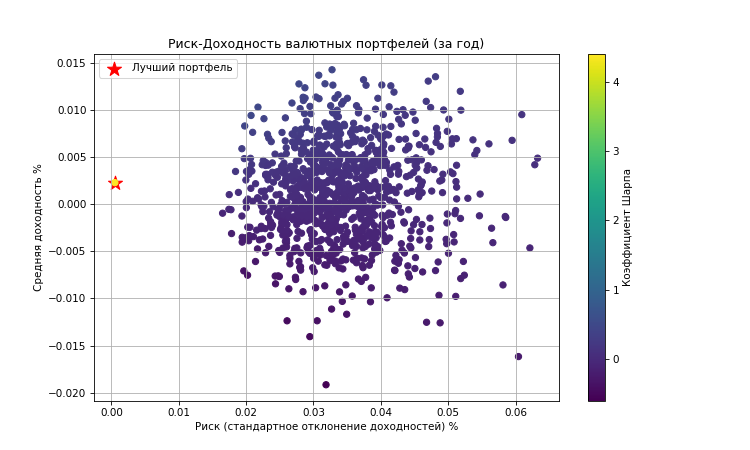 Риск-Доходность валютных портфелей (за год)
Лучший портфель
Средняя доходность %
0.015
0.010
0.005
0.000
−0.005
−0.010
−0.015
−0.020
0.00 0.01 0.02 0.03 0.04 0.05 0.06
Риск (стандартное отклонение доходностей) %
4
3
2
1
0
Коэффициент Шарпа